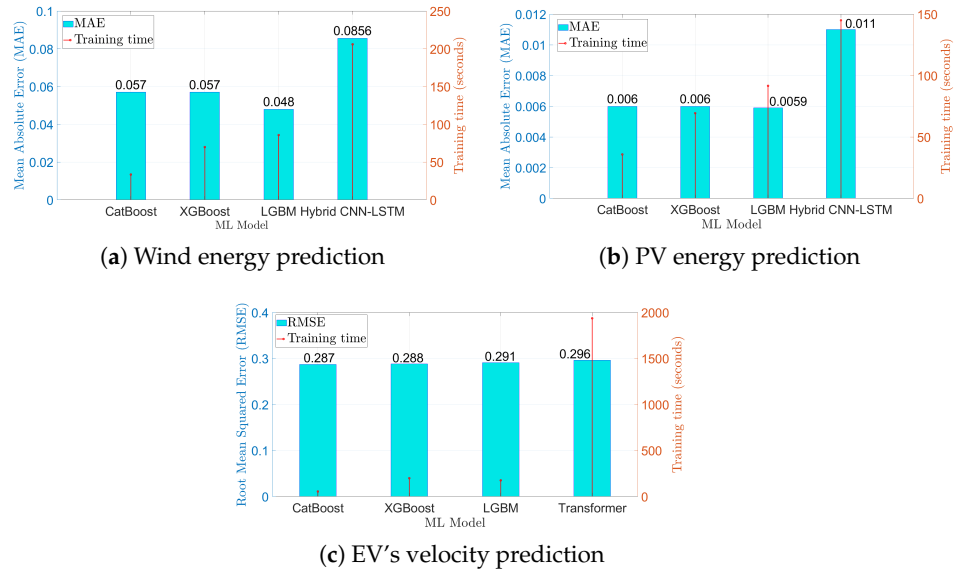 0.1
0.08
0.06
0.04
0.02
0
Mean Absolute Error (MAE)
MAE
Training time
0.057
0.057
0.048
0.0856
250
200
150
100
50
0
Training time (seconds)
CatBoost XGBoost LGBM Hybrid CNN-LSTM
ML Model
(a) Wind energy prediction
0.012
0.01
0.008
0.006
0.004
0.002
0
Mean Absolute Error (MAE)
MAE
Training time
0.006
0.006
0.0059
0.011
150
100
50
0
Training time (seconds)
CatBoost XGBoost LGBM Hybrid CNN-LSTM
ML Model
(b) PV energy prediction
0.4
0.3
0.2
0.1
0
Root Mean Squared Error (RMSE)
RMSE
Training time
0.287
0.288
0.291
0.296
2000
1500
1000
500
0
Training time (seconds)
CatBoost XGBoost LGBM Transformer
ML Model
(c) EV's velocity prediction